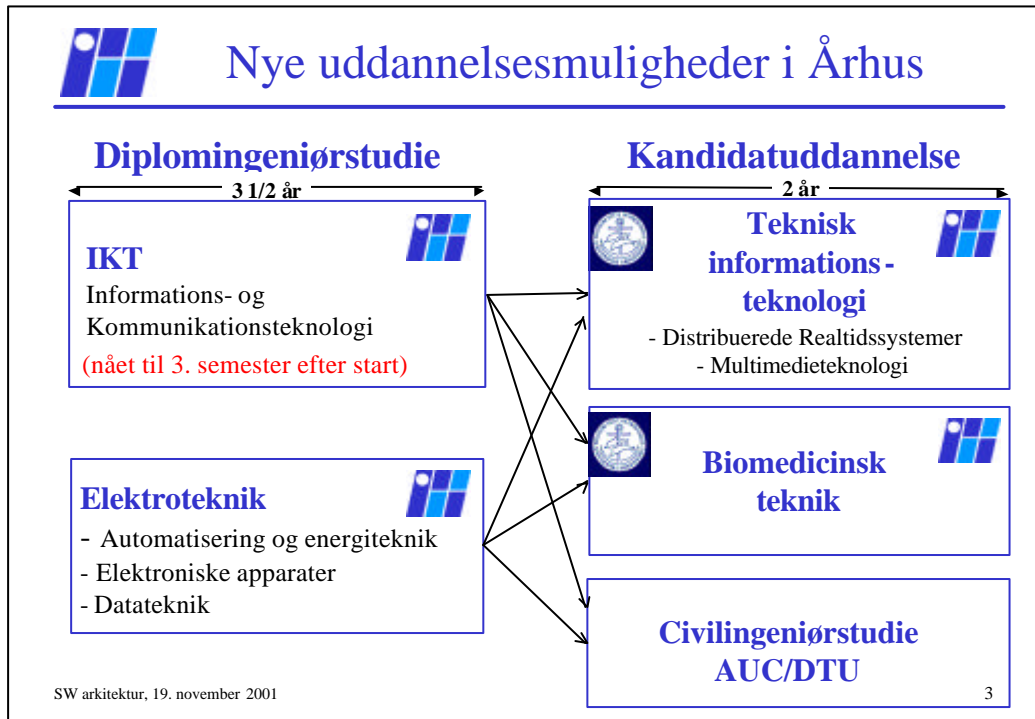 Nye uddannelsesmuligheder i Århus
Diplomingeniørstudie
3 1/2 år
IKT
Informations- og
Kommunikationsteknologi
(nået til 3. semester efter start)
Elektroteknik
- Automatisering og energiteknik
- Elektroniske apparater
- Datateknik
Kandidatuddannelse
2 år
Teknisk
informations-
teknologi
- Distribuerede Realtidssystemer
- Multimedieteknologi
Biomedicinsk
teknik
Civilingeniørstudie
AUC/DTU
SW arkitektur, 19. november 2001
3